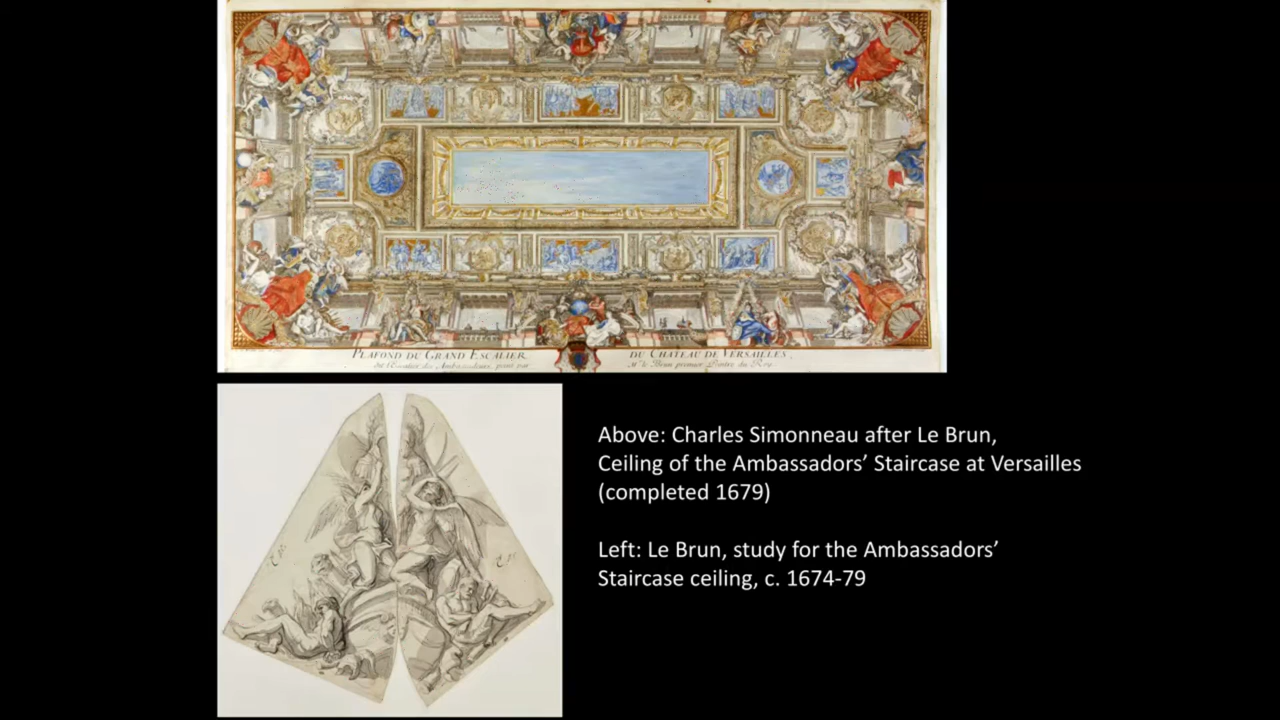 PLAFOND DU GRAND ESCALIER DU CHATEAU DE VERSAILLES,
Above: Charles Simonneau after Le Brun,
Ceiling of the Ambassadors’ Staircase at Versailles
(completed 1679)
Left: Le Brun, study for the Ambassadors’
Staircase ceiling, c. 1674-79